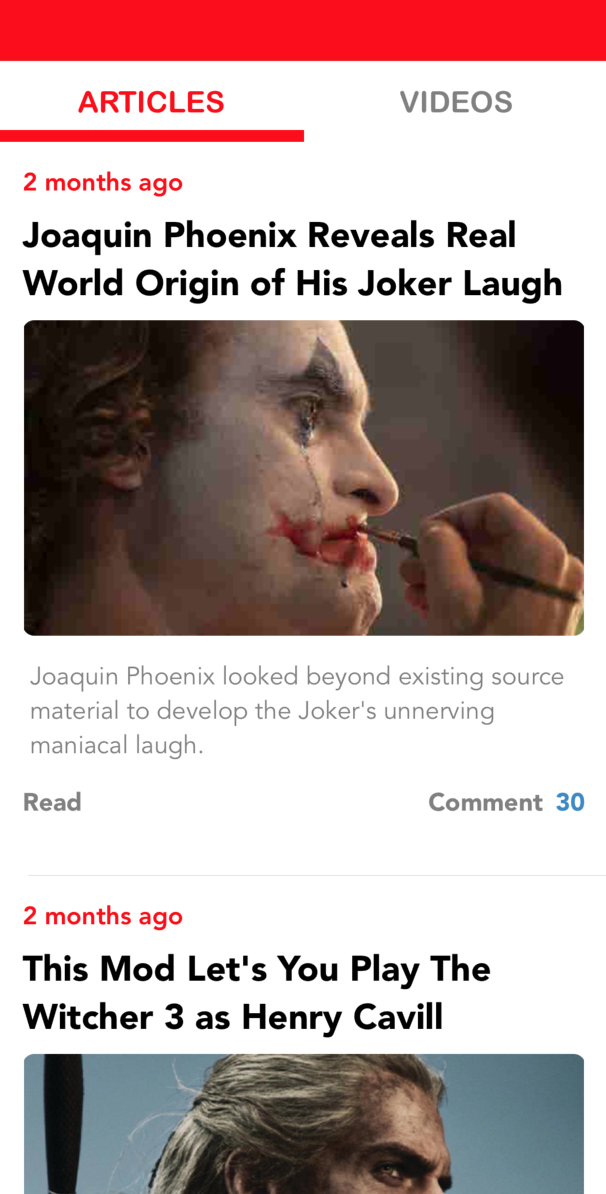 ARTICLES
VIDEOS
2 months ago
Joaquin Phoenix Reveals Real
World Origin of His Joker Laugh
Joaquin Phoenix looked beyond existing source
material to develop the Joker's unnerving
maniacal laugh.
Read
Comment 30
2 months ago
This Mod Let's You Play The
Witcher 3 as Henry Cavill